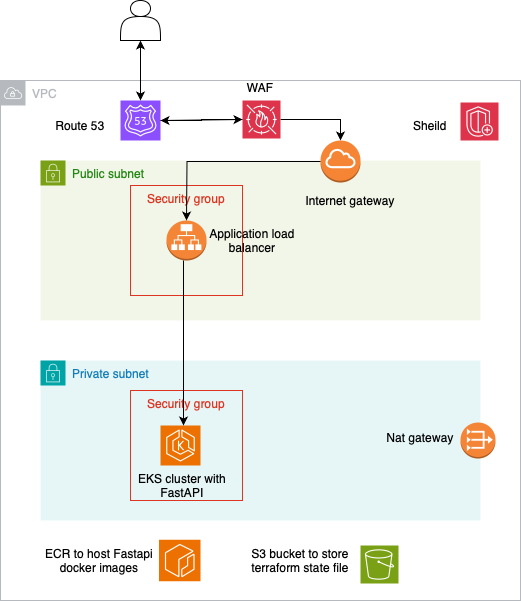 VPC
WAF
Route 53
53
Sheild
Public subnet
Internet gateway
Security group
Application load
balancer
Private subnet
Security group
K
Nat gateway
EKS cluster with
FastAPI
ECR to host Fastapi
docker images
S3 bucket to store
terraform state file